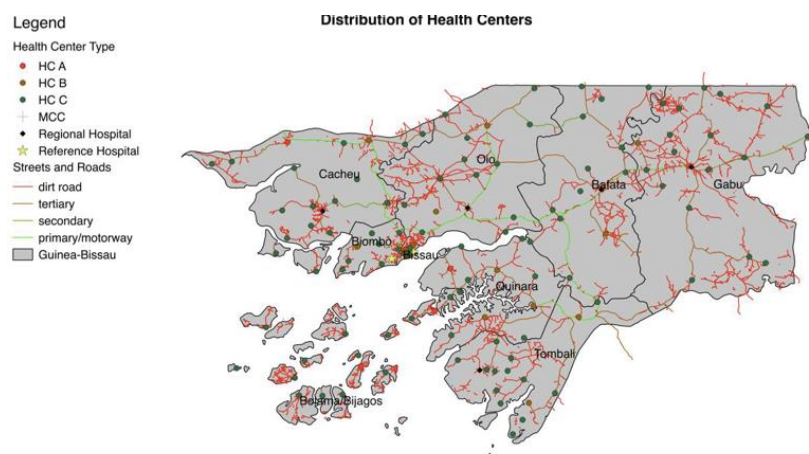 Distribution of Health Centers
Legend
Health Center Type
HC A
HC B
HC C
MCC
Regional Hospital
Reference Hospital
Streets and Roads
dirt road
tertiary
secondary
primary/motorway
Guinea-Bissau
Cacheu
Oio
Bafata
Gabu
Biombo
Bissau
Quinara
Tombali
Bolama/Bijagos